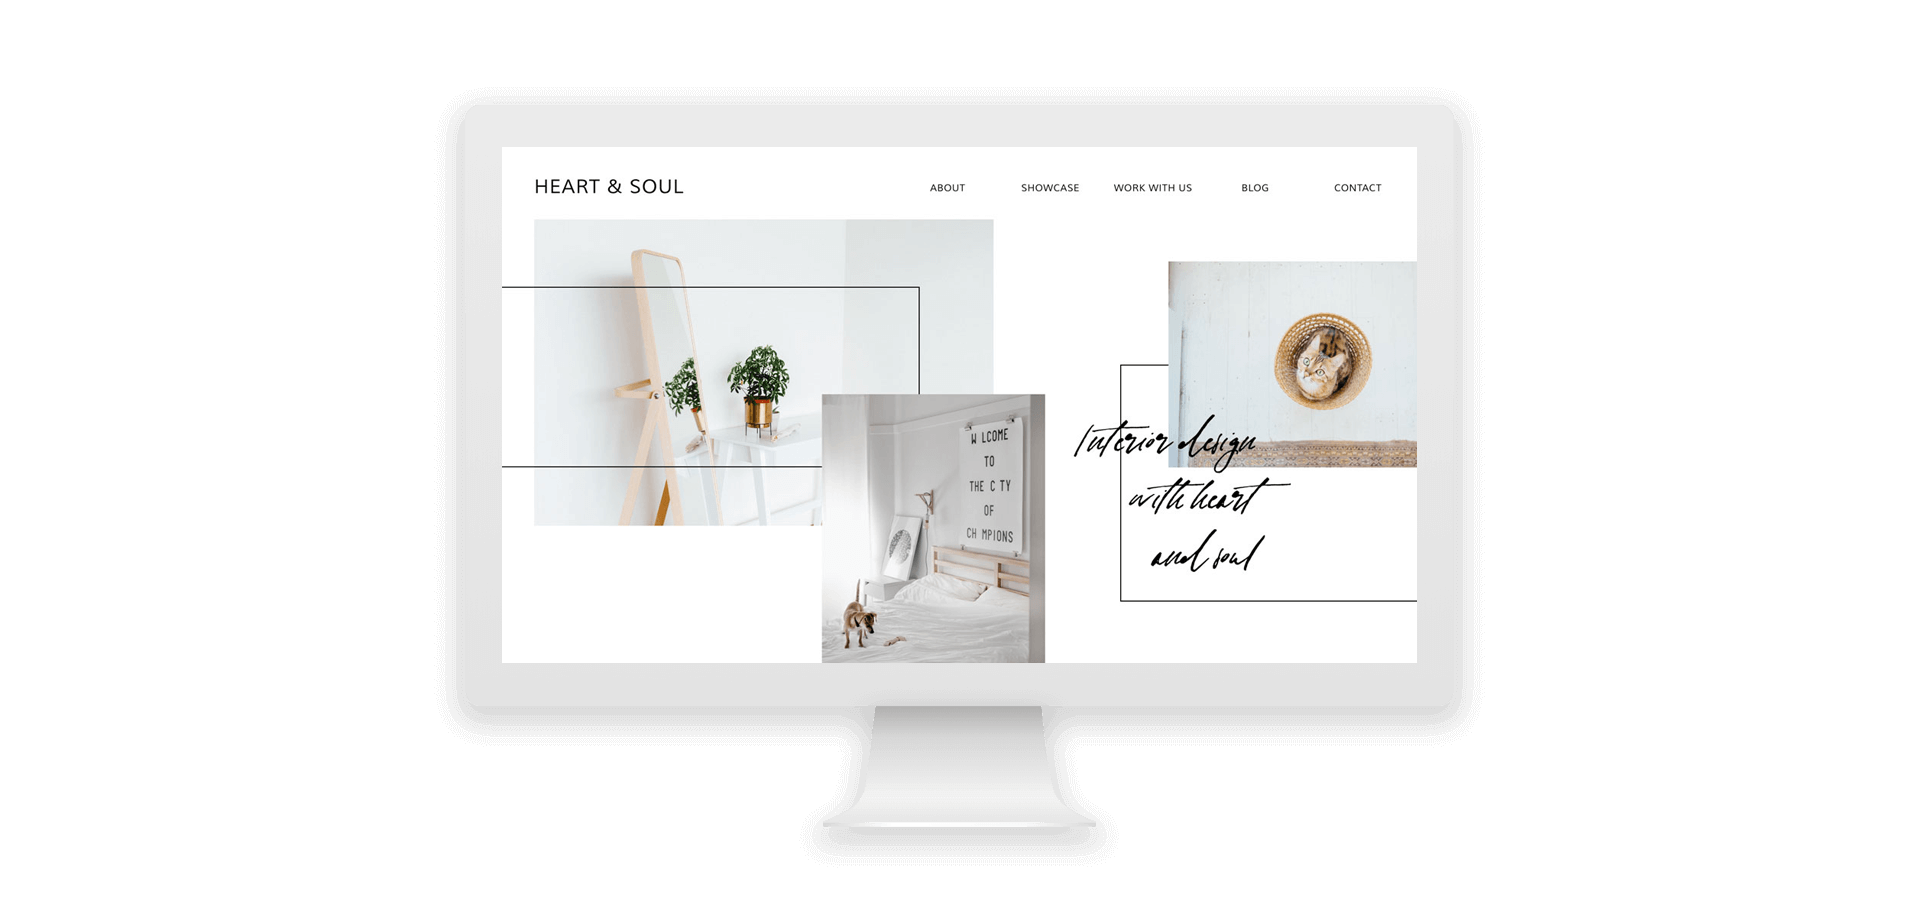 HEART & SOUL
ABOUT SHOWCASE WORK WITH US BLOG CONTACT
W LCOME
TO
THE C TY
OF
CH MPIONS
Interior design
with heart
and soul